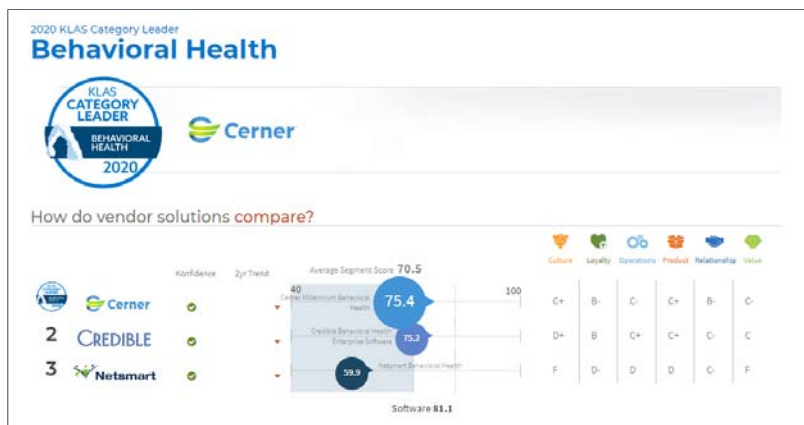 2020 KLAS Category Leader
Behavioral Health
KLAS
CATEGORY
LEADER
BEHAVIORAL
HEALTH
2020
Cerner
How do vendor solutions compare?
Culture Loyalty Operations Product Relationship Value
Konfidence 2yr Trend Average Segment Score 70.5
40 100
Cerner Cerner Millennium Behavioral Health 75.4 C+ B- C- C+ B- C-
2 CREDIBLE Credible Behavioral Health Enterprise Software 75.2 D+ B C+ C+ C- C
3 Netsmart 59.9 Netsmart Behavioral Health F D- D D C- F
Software 81.1